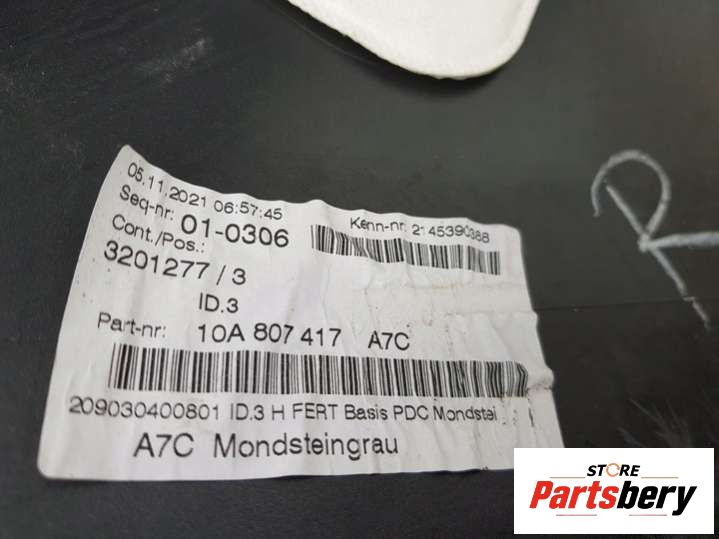 05.11.2021 06:57:45
Seq-nr: 01-0306
Kenn-nr: 2145390388
Cont./Pos.:
3201277 / 3
ID.3
Part-nr: 10A 807 417 A7C
209030400801 ID.3 H FERT Basis PDC Mondstei
A7C Mondsteingrau
R
STORE
Partsbery